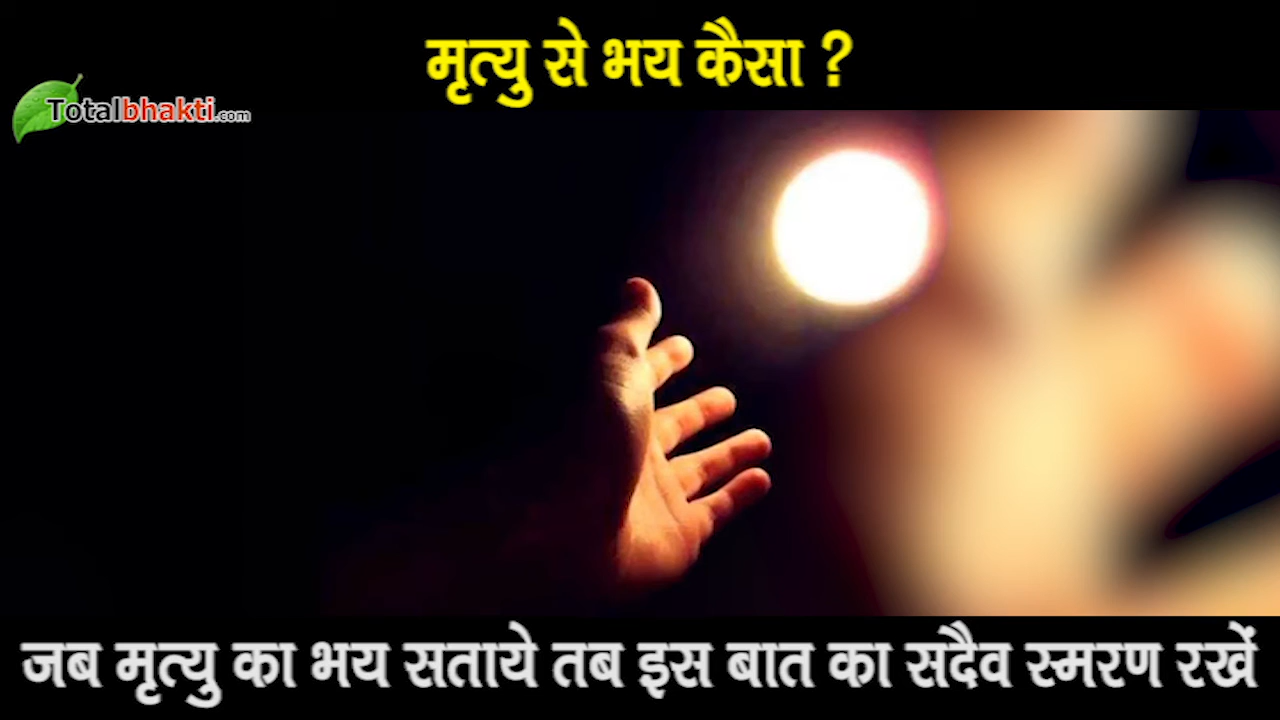 मृत्यु से भय कैसा ?
Totalbhakti.com
जब मृत्यु का भय सताये तब इस बात का सदैव स्मरण रखें